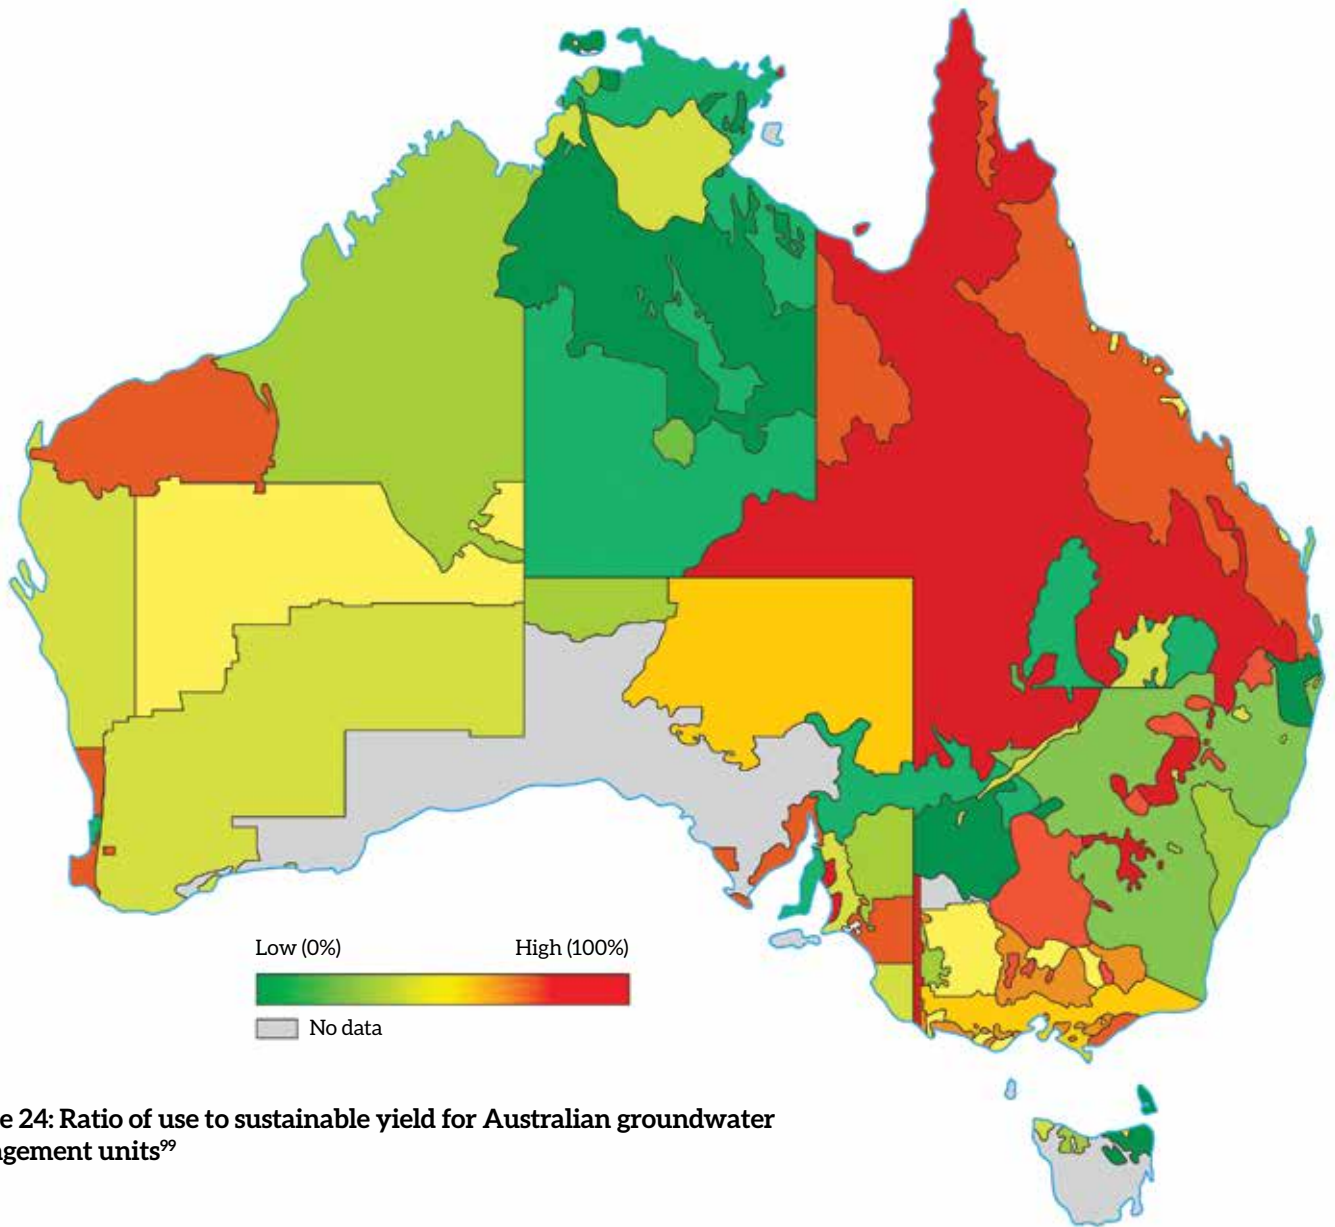 Low (0%) High (100%)
No data
e 24: Ratio of use to sustainable yield for Australian groundwater
agement units⁹⁹